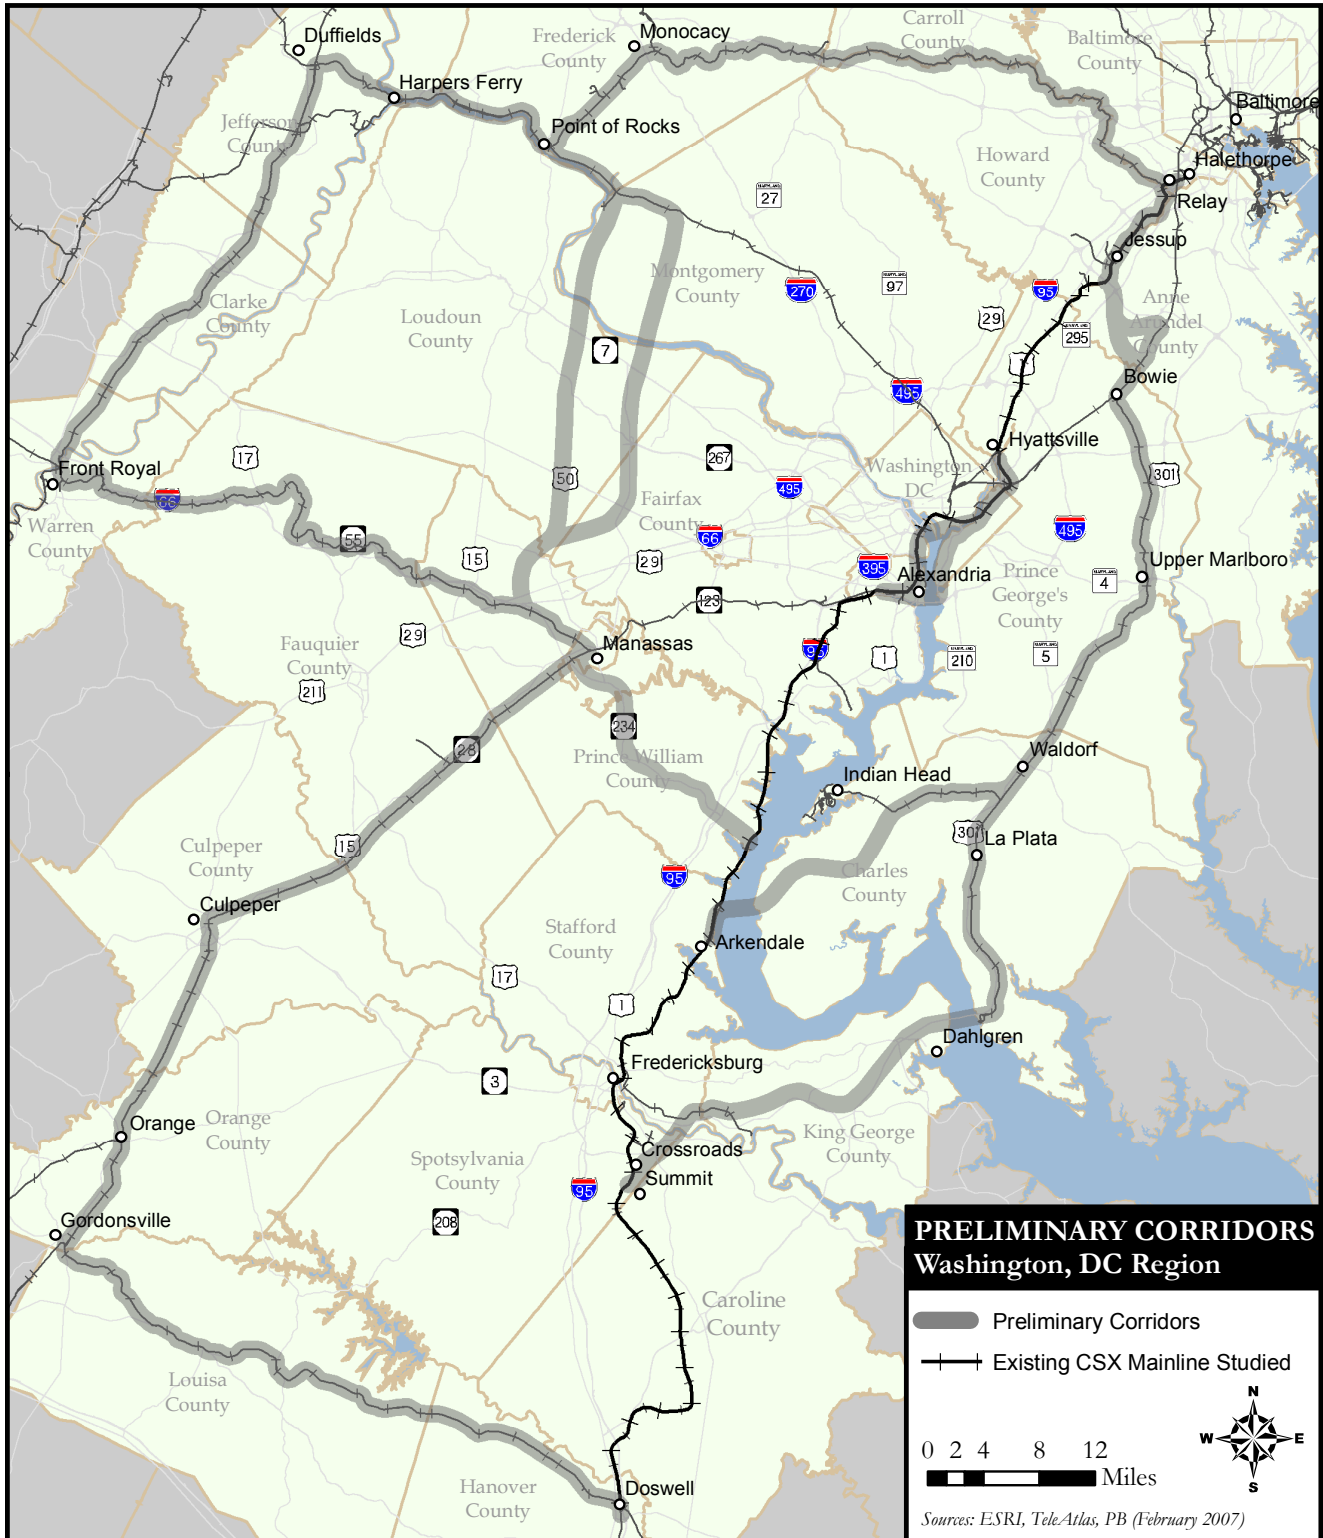 Duffields
Frederick
County
Monocacy
Carroll
County
Baltimore
County
Harpers Ferry
Baltimore
Jefferson
County
Point of Rocks
Howard
County
Halethorpe
Relay
MARYLAND
27
Jessup
Montgomery
County
270
MARYLAND
97
95
Anne
Arundel
County
Clarke
County
Loudoun
County
29
MARYLAND
295
7
1
495
Bowie
Hyattsville
17
267
Washington
DC
301
Front Royal
66
50
495
Fairfax
County
Warren
County
55
15
66
29
495
395
Alexandria
Prince
George's
County
MARYLAND
4
Upper Marlboro
123
29
Fauquier
County
Manassas
95
1
MARYLAND
210
MARYLAND
5
211
234
28
Prince William
County
Waldorf
Indian Head
15
301
La Plata
Culpeper
County
95
Charles
County
Culpeper
Stafford
County
Arkendale
17
1
Dahlgren
Fredericksburg
3
Orange
Orange
County
King George
County
Spotsylvania
County
Crossroads
95
Summit
Gordonsville
208
PRELIMINARY CORRIDORS
Washington, DC Region
Caroline
County
Preliminary Corridors
Existing CSX Mainline Studied
Louisa
County
N
W
E
S
0 2 4 8 12
Miles
Hanover
County
Doswell
Sources: ESRI, TeleAtlas, PB (February 2007)